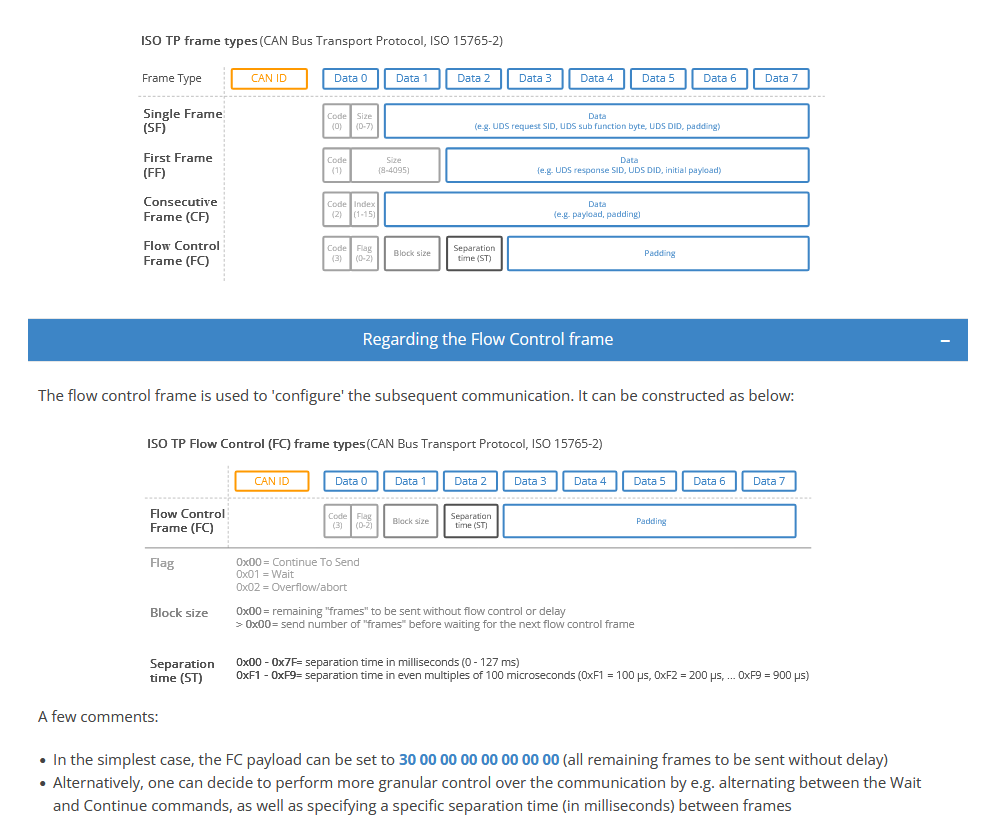 ISO TP frame types (CAN Bus Transport Protocol, ISO 15765-2)
Frame Type CAN ID Data 0 Data 1 Data 2 Data 3 Data 4 Data 5 Data 6 Data 7
Single Frame
(SF)
Code
(0)
Size
(0-7)
Data
(e.g. UDS request SID, UDS sub function byte, UDS DID, padding)
First Frame
(FF)
Code
(1)
Size
(8-4095)
Data
(e.g. UDS response SID, UDS DID, initial payload)
Consecutive
Frame (CF)
Code
(2)
Index
(1-15)
Data
(e.g. payload, padding)
Flow Control
Frame (FC)
Code
(3)
Flag
(0-2)
Block size
Separation
time (ST)
Padding
Regarding the Flow Control frame –
The flow control frame is used to 'configure' the subsequent communication. It can be constructed as below:
ISO TP Flow Control (FC) frame types (CAN Bus Transport Protocol, ISO 15765-2)
CAN ID Data 0 Data 1 Data 2 Data 3 Data 4 Data 5 Data 6 Data 7
Flow Control
Frame (FC)
Code
(3)
Flag
(0-2)
Block size
Separation
time (ST)
Padding
Flag
0x00 = Continue To Send
0x01 = Wait
0x02 = Overflow/abort
Block size
0x00 = remaining "frames" to be sent without flow control or delay
> 0x00 = send number of "frames" before waiting for the next flow control frame
Separation
time (ST)
0x00 - 0x7F= separation time in milliseconds (0 - 127 ms)
0xF1 - 0xF9= separation time in even multiples of 100 microseconds (0xF1 = 100 µs, 0xF2 = 200 µs, ... 0xF9 = 900 µs)
A few comments:
• In the simplest case, the FC payload can be set to 30 00 00 00 00 00 00 00 (all remaining frames to be sent without delay)
• Alternatively, one can decide to perform more granular control over the communication by e.g. alternating between the Wait
and Continue commands, as well as specifying a specific separation time (in milliseconds) between frames